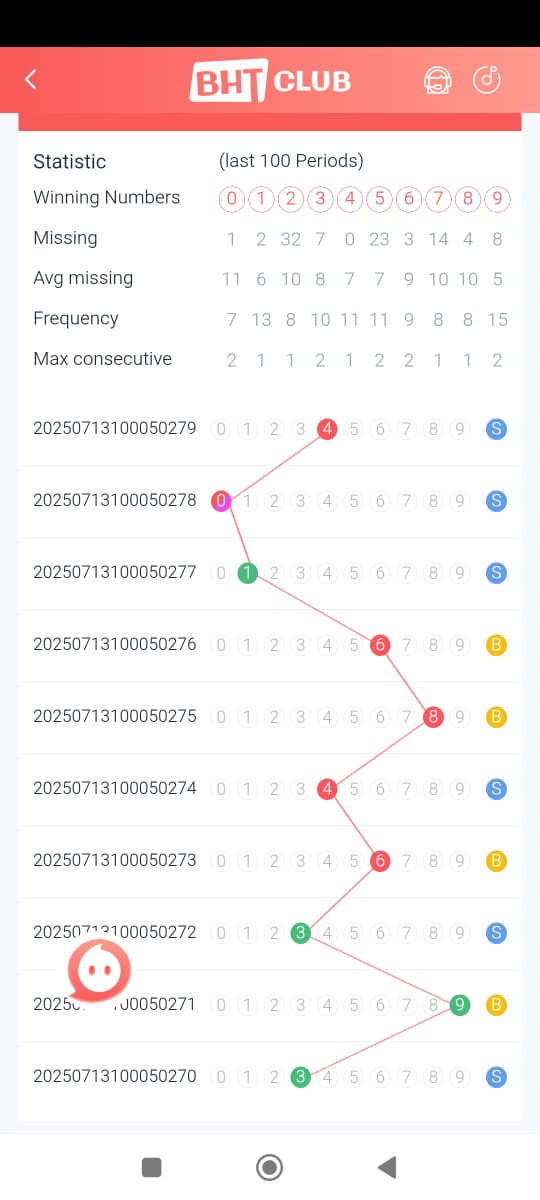 BHT CLUB
Statistic (last 100 Periods)
Winning Numbers 0 1 2 3 4 5 6 7 8 9
Missing 1 2 32 7 0 23 3 14 4 8
Avg missing 11 6 10 8 7 7 9 10 10 5
Frequency 7 13 8 10 11 11 9 8 8 15
Max consecutive 2 1 1 2 1 2 2 1 1 2
20250713100050279 0 1 2 3 4 5 6 7 8 9 S
20250713100050278 0 1 2 3 4 5 6 7 8 9 S
20250713100050277 0 1 2 3 4 5 6 7 8 9 S
20250713100050276 0 1 2 3 4 5 6 7 8 9 B
20250713100050275 0 1 2 3 4 5 6 7 8 9 B
20250713100050274 0 1 2 3 4 5 6 7 8 9 S
20250713100050273 0 1 2 3 4 5 6 7 8 9 B
20250713100050272 0 1 2 3 4 5 6 7 8 9 S
0 1 2 3 4 5 6 7 8 9 B
20250713100050270 0 1 2 3 4 5 6 7 8 9 S